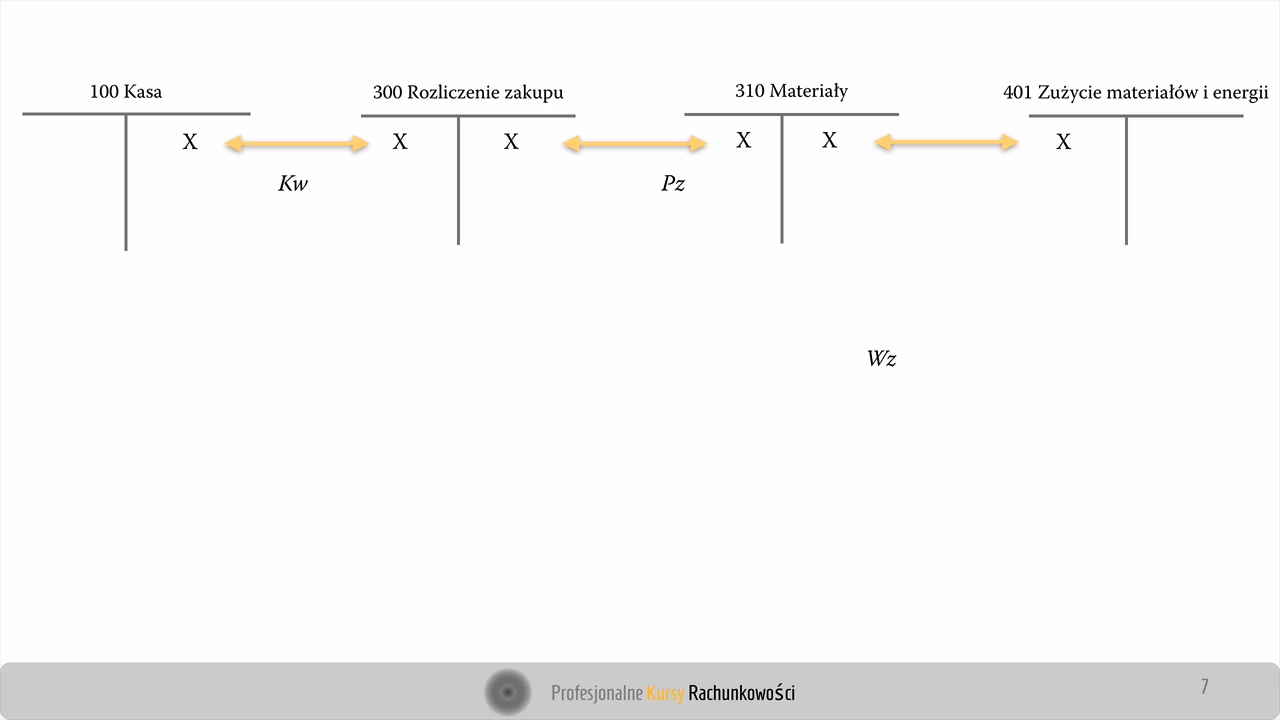 100 Kasa
300 Rozliczenie zakupu
310 Materiały
401 Zużycie materiałów i energii
X
X
X
X
X
X
Kw
Pz
Wz
Profesjonalne Kursy Rachunkowości
7